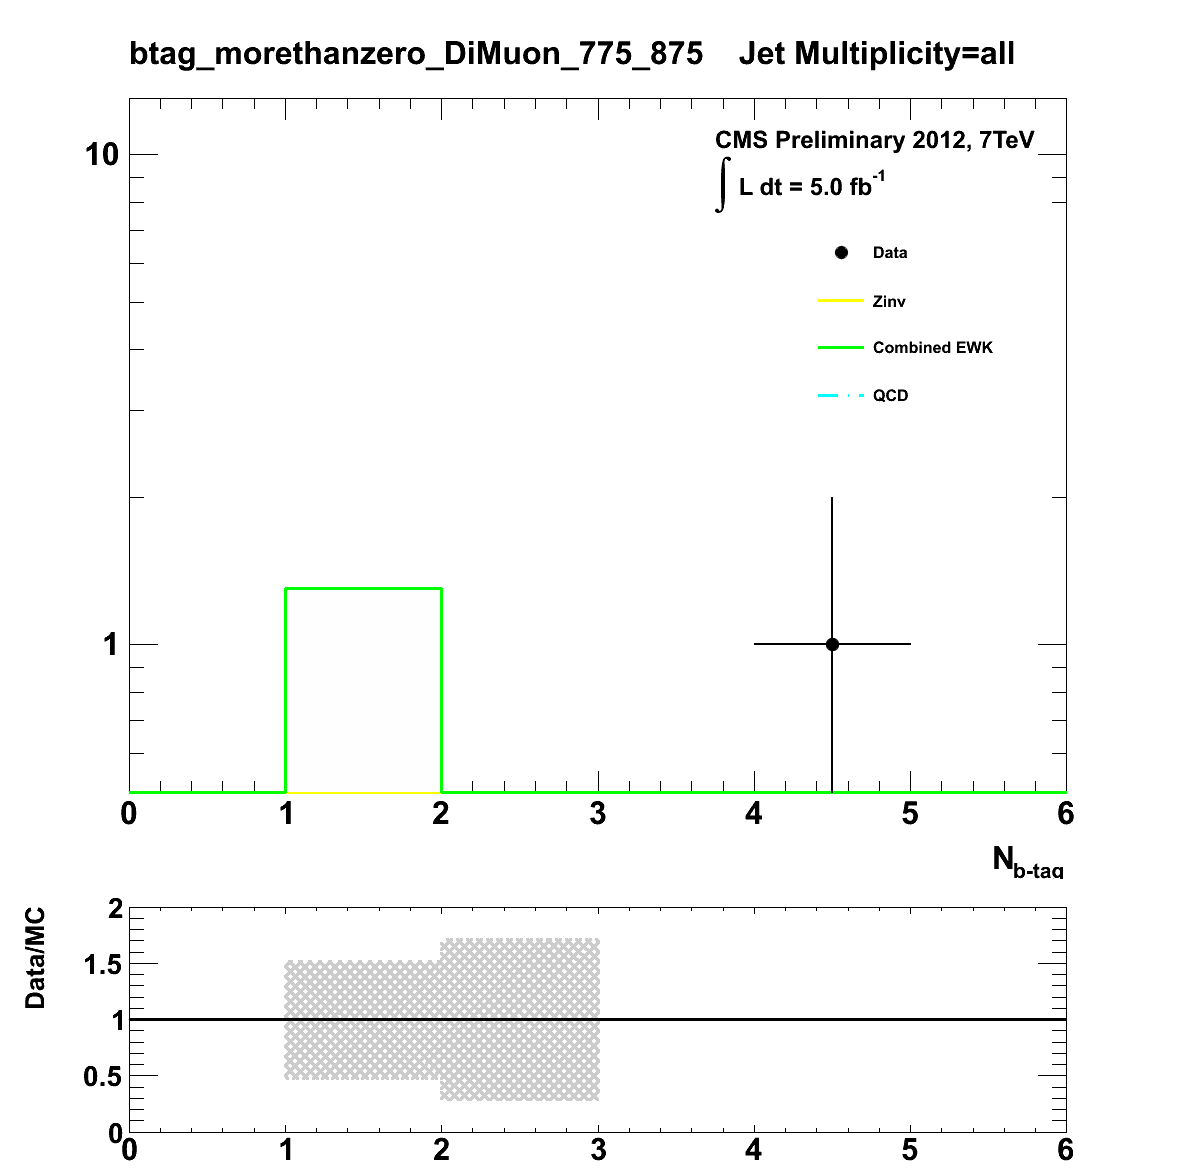 btag_morethanzero_DiMuon_775_875 Jet Multiplicity=all
CMS Preliminary 2012, 7TeV
∫ L dt = 5.0 fb⁻¹
Data
Zinv
Combined EWK
QCD
10
1
0 1 2 3 4 5 6
N b-tag
Data/MC
2
1.5
1
0.5
0
0 1 2 3 4 5 6